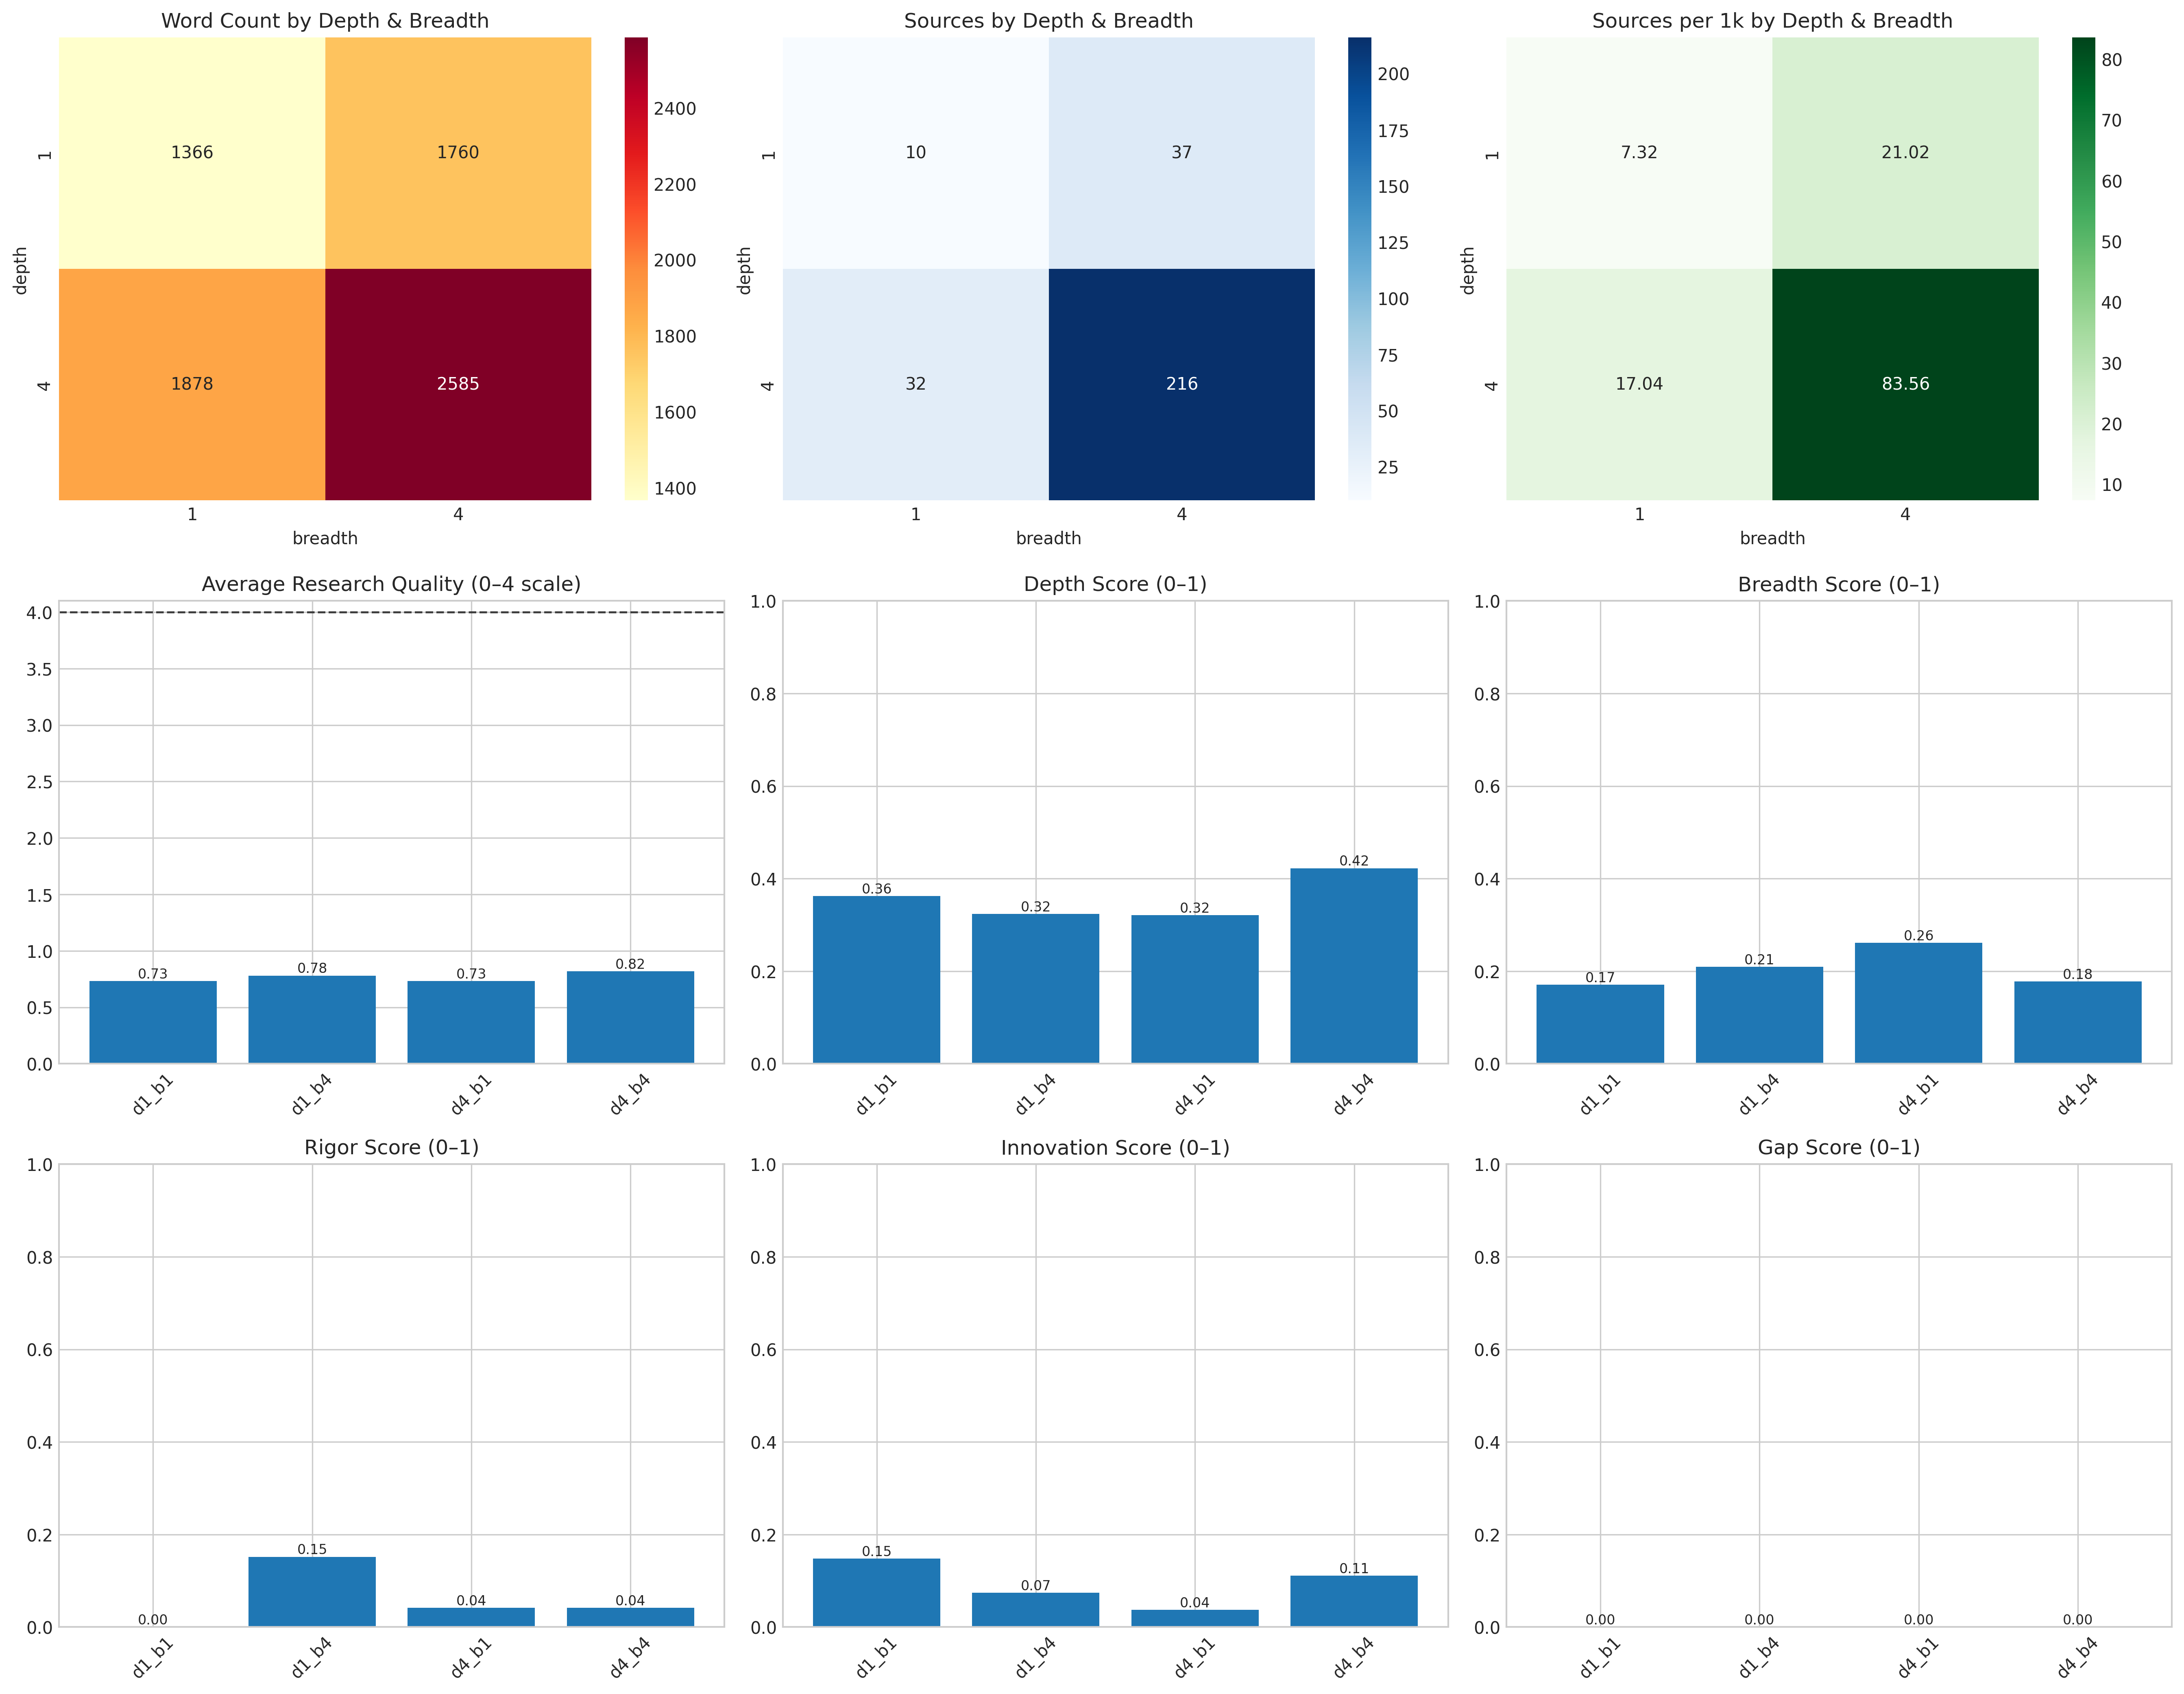 Word Count by Depth & Breadth
1366 1760
1878 2585
1
4
depth
1 4
breadth
2400
2200
2000
1800
1600
1400
Sources by Depth & Breadth
10 37
32 216
1
4
depth
1 4
breadth
200
175
150
125
100
75
50
25
Sources per 1k by Depth & Breadth
7.32 21.02
17.04 83.56
1
4
depth
1 4
breadth
80
70
60
50
40
30
20
10
Average Research Quality (0–4 scale)
4.0
3.5
3.0
2.5
2.0
1.5
1.0
0.5
0.0
0.73 0.78 0.73 0.82
d1_b1 d1_b4 d4_b1 d4_b4
Depth Score (0–1)
1.0
0.8
0.6
0.4
0.2
0.0
0.36 0.32 0.32 0.42
d1_b1 d1_b4 d4_b1 d4_b4
Breadth Score (0–1)
1.0
0.8
0.6
0.4
0.2
0.0
0.17 0.21 0.26 0.18
d1_b1 d1_b4 d4_b1 d4_b4
Rigor Score (0–1)
1.0
0.8
0.6
0.4
0.2
0.0
0.00 0.15 0.04 0.04
d1_b1 d1_b4 d4_b1 d4_b4
Innovation Score (0–1)
1.0
0.8
0.6
0.4
0.2
0.0
0.15 0.07 0.04 0.11
d1_b1 d1_b4 d4_b1 d4_b4
Gap Score (0–1)
1.0
0.8
0.6
0.4
0.2
0.0
0.00 0.00 0.00 0.00
d1_b1 d1_b4 d4_b1 d4_b4